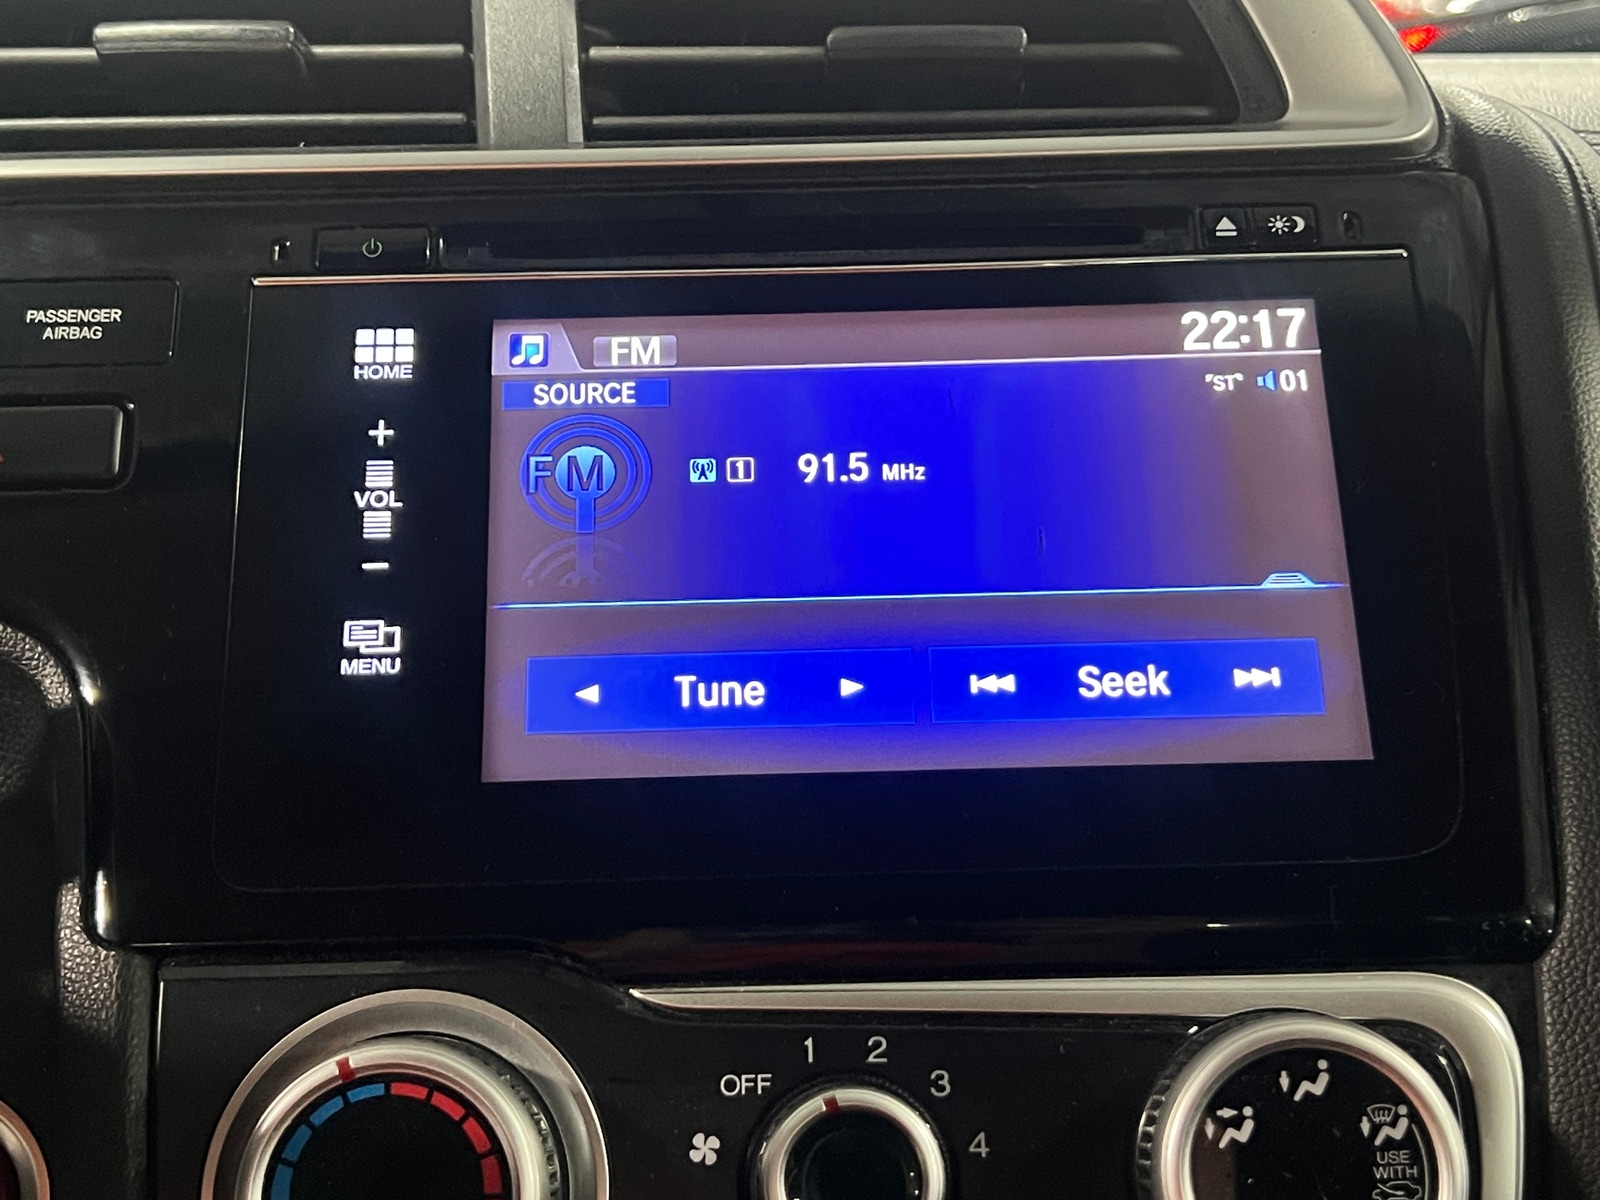 PASSENGER
AIRBAG
HOME
+
VOL
−
MENU
FM
22:17
SOURCE
ST 01
FM
1 91.5 MHz
Tune
Seek
OFF 1 2 3 4
USE
WITH